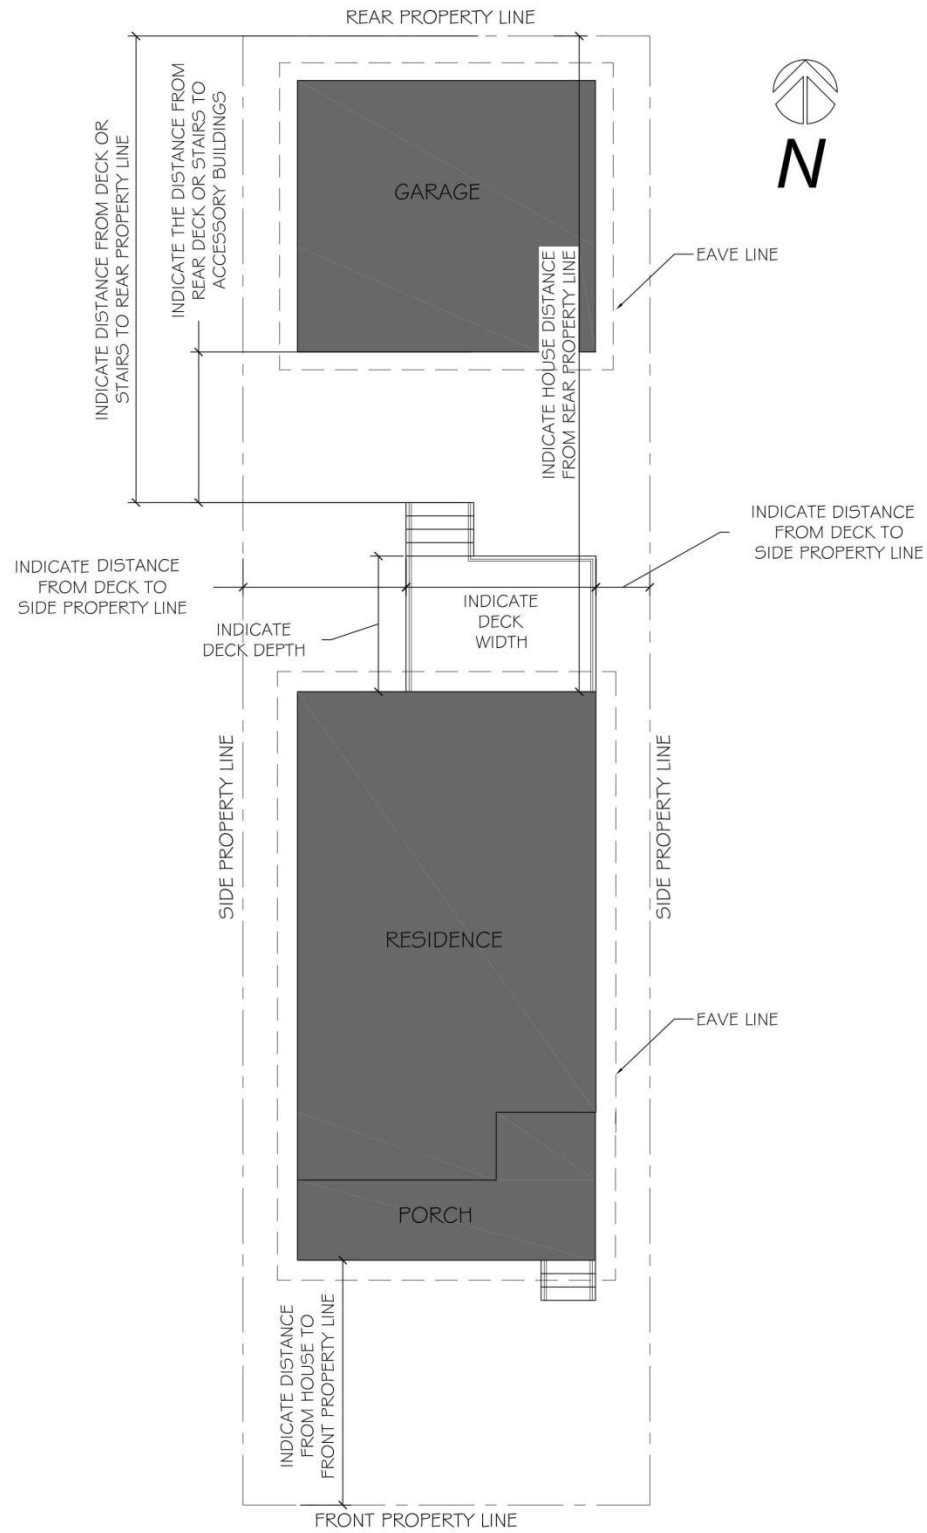 REAR PROPERTY LINE
INDICATE DISTANCE FROM DECK OR
STAIRS TO REAR PROPERTY LINE
INDICATE THE DISTANCE FROM
REAR DECK OR STAIRS TO
ACCESSORY BUILDINGS
GARAGE
N
INDICATE HOUSE DISTANCE
FROM REAR PROPERTY LINE
EAVE LINE
INDICATE DISTANCE
FROM DECK TO
SIDE PROPERTY LINE
INDICATE DISTANCE
FROM DECK TO
SIDE PROPERTY LINE
INDICATE
DECK DEPTH
INDICATE
DECK
WIDTH
SIDE PROPERTY LINE
SIDE PROPERTY LINE
RESIDENCE
EAVE LINE
PORCH
INDICATE DISTANCE
FROM HOUSE TO
FRONT PROPERTY LINE
FRONT PROPERTY LINE